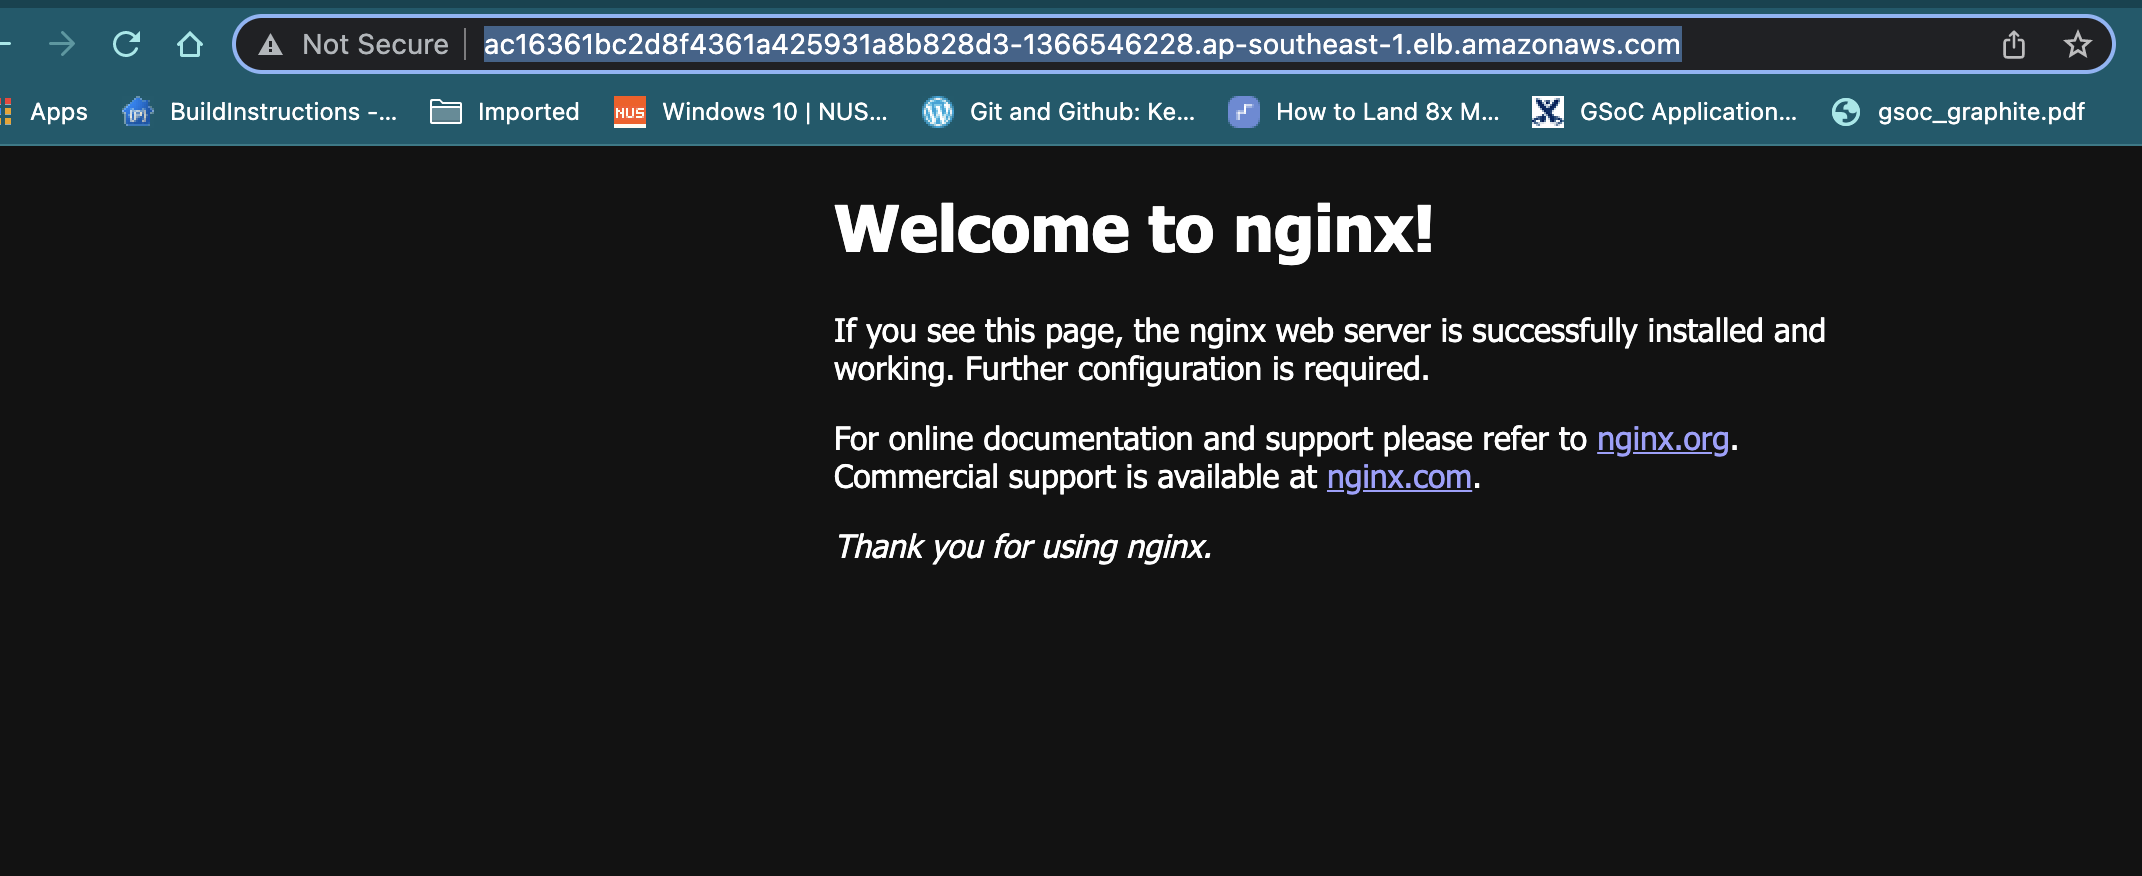 Not Secure ac16361bc2d8f4361a425931a8b828d3-1366546228.ap-southeast-1.elb.amazonaws.com
Apps BuildInstructions -... Imported NUS Windows 10 | NUS... Git and Github: Ke... How to Land 8x M... GSoC Application... gsoc_graphite.pdf
Welcome to nginx!
If you see this page, the nginx web server is successfully installed and
working. Further configuration is required.
For online documentation and support please refer to nginx.org.
Commercial support is available at nginx.com.
Thank you for using nginx.